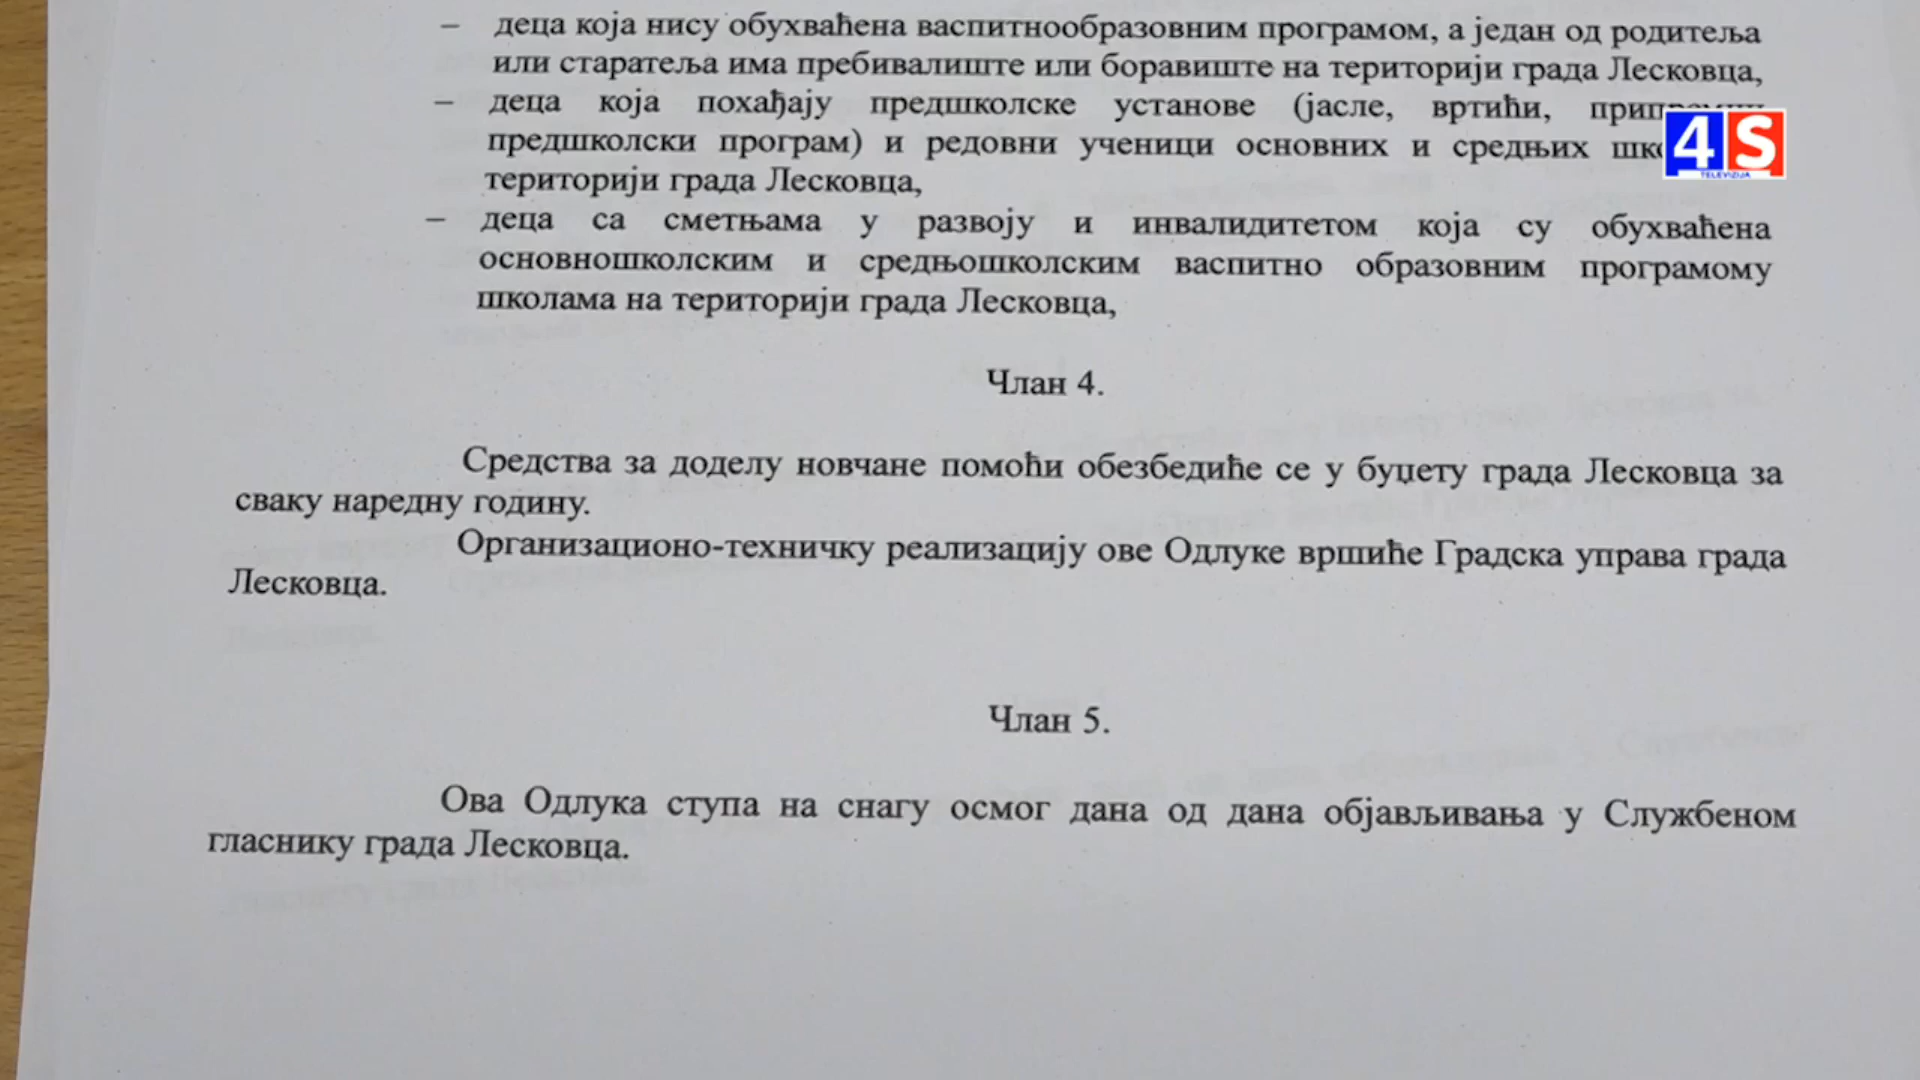 – деца која нису обухваћена васпитнообразовним програмом, а један од родитеља
или старатеља има пребивалиште или боравиште на територији града Лесковца,
– деца која похађају предшколске установе (јасле, вртићи,
предшколски програм) и редовни ученици основних и средњих
територији града Лесковца,
– деца са сметњама у развоју и инвалидитетом која су обухваћена
основношколским и средњошколским васпитно образовним програмому
школама на територији града Лесковца,
Члан 4.
Средства за доделу новчане помоћи обезбедиће се у буџету града Лесковца за
сваку наредну годину.
Организационо-техничку реализацију ове Одлуке вршиће Градска управа града
Лесковца.
Члан 5.
Ова Одлука ступа на снагу осмог дана од дана објављивања у Службеном
гласнику града Лесковца.
4S
TELEVIZIJA